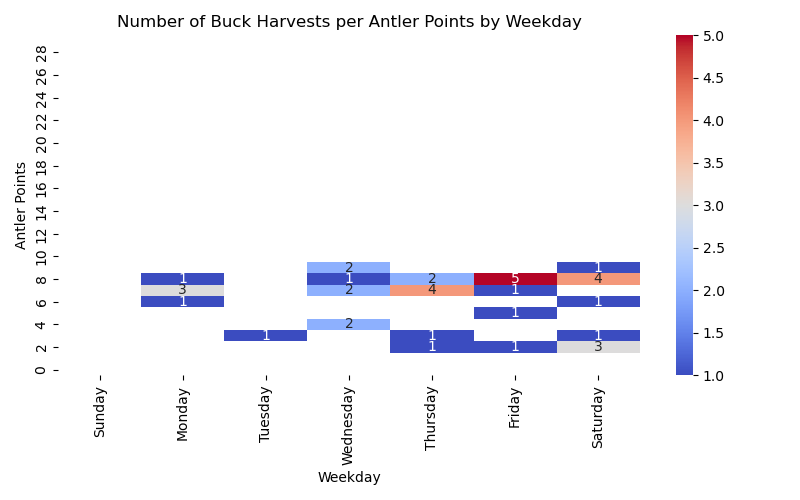 Number of Buck Harvests per Antler Points by Weekday
5.0
28
26
4.5
24
22
4.0
20
18
3.5
16
Antler Points
14
3.0
12
10
2.5
2 1
8
1 1 2 5 4
3 2 4 1
2.0
6
1 1
1
4
2
1.5
1 1 1
2
1 1 3
0
1.0
Sunday
Monday
Tuesday
Wednesday
Thursday
Friday
Saturday
Weekday